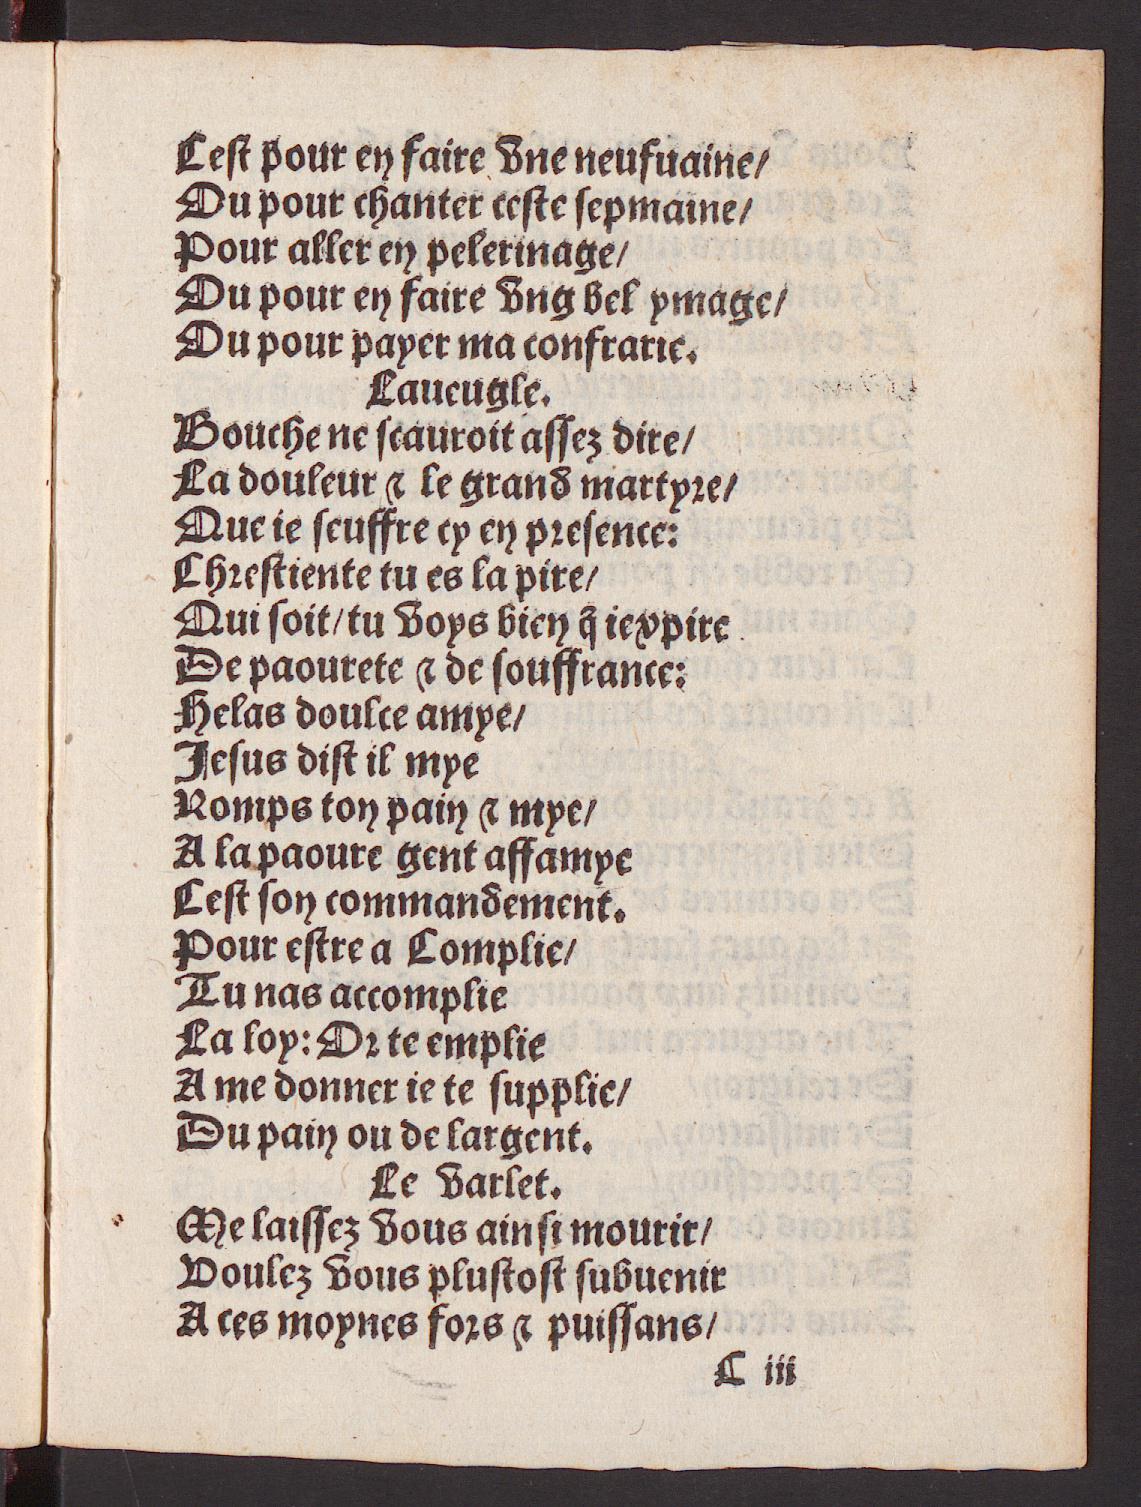 Cest pour en faire vne neufuaine/
Ou pour chanter ceste sepmaine/
Pour aller en pelerinage/
Ou pour en faire vng bel ymage/
Ou pour payer ma confrarie.
Laueugle.
Bouche ne scauroit assez dire/
La douleur ⁊ le grand martyre/
Que ie seuffre cy en presence:
Chrestiente tu es la pire/
Qui soit/tu voys bien q̃ iexpire
De paourete ⁊ de souffrance:
Helas doulce amye/
Jesus dist il mye
Romps ton pain ⁊ mye/
A la paoure gent affamye
Cest son commandement.
Pour estre a Complie/
Tu nas accomplie
La loy: Or te emplie
A me donner ie te supplie/
Du pain ou de largent.
Le varlet.
Me laissez vous ainsi mourir/
Voulez vous plustost subuenir
A ces moynes fors ⁊ puissans/
C iii